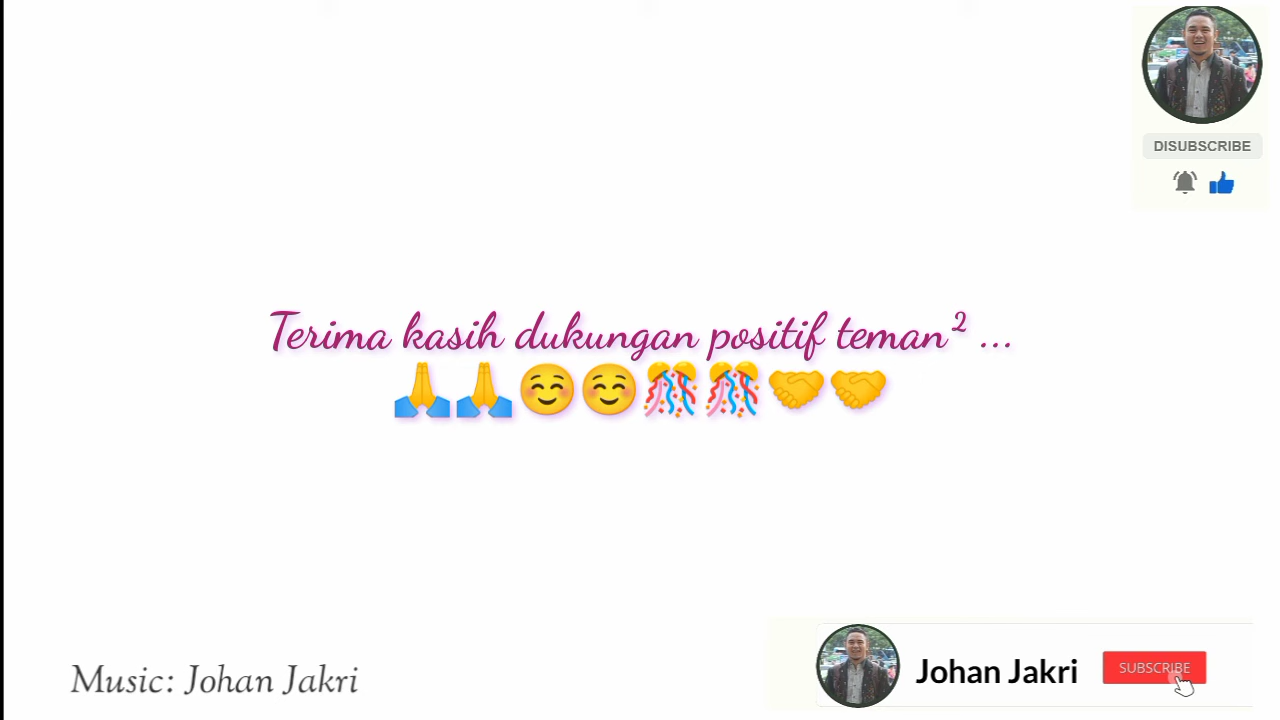 DISUBSCRIBE
Terima kasih dukungan positif teman² ...
🙏🙏☺️☺️🎊🎊🤝🤝
Music: Johan Jakri
Johan Jakri
SUBSCRIBE